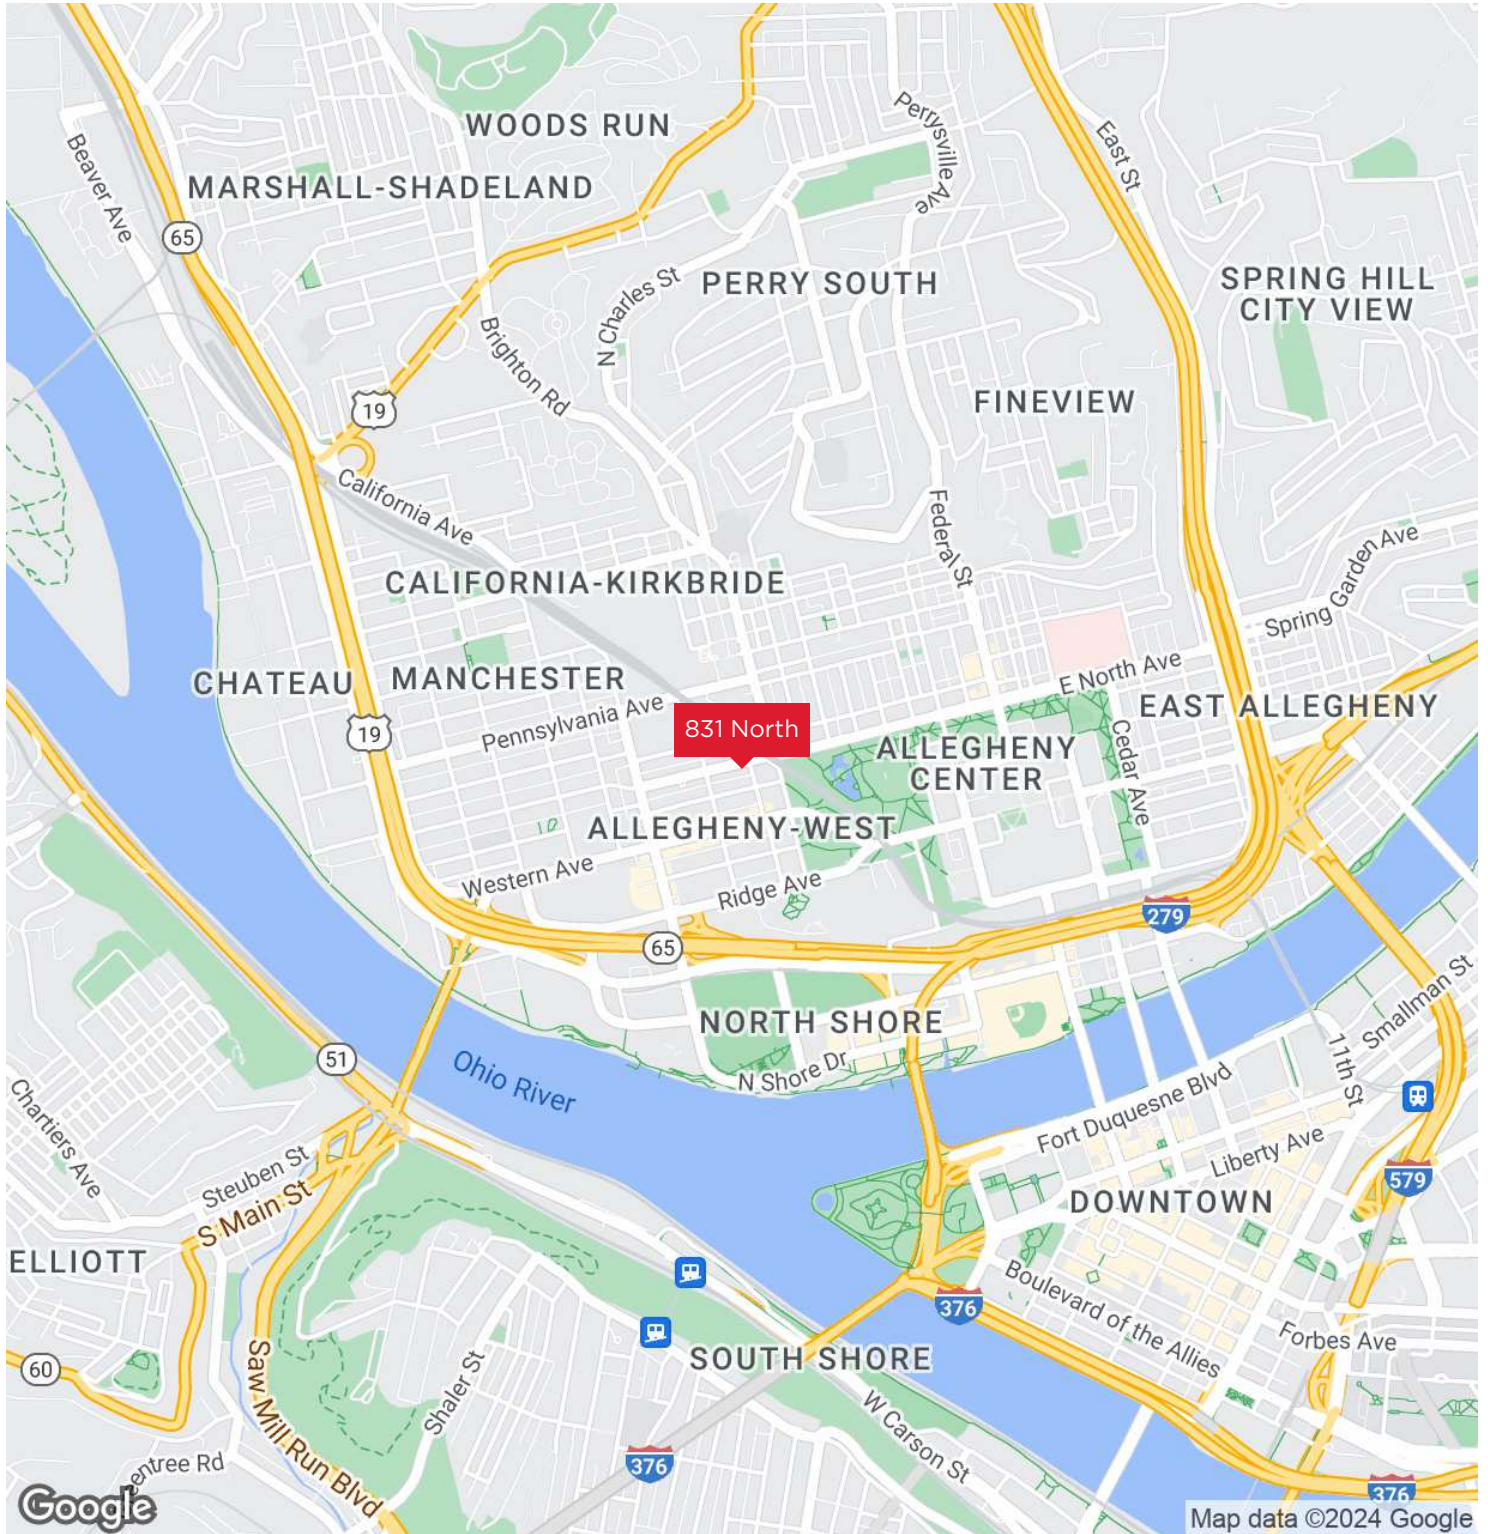 WOODS RUN
Perrysville Ave
East St
Beaver Ave
MARSHALL-SHADELAND
65
PERRY SOUTH
SPRING HILL
CITY VIEW
N Charles St
Brighton Rd
19
FINEVIEW
California Ave
Federal St
Spring Garden Ave
CALIFORNIA-KIRKBRIDE
E North Ave
CHATEAU
MANCHESTER
EAST ALLEGHENY
Pennsylvania Ave
831 North
19
ALLEGHENY
CENTER
Cedar Ave
ALLEGHENY-WEST
Western Ave
Ridge Ave
279
65
Smallman St
NORTH SHORE
51
N Shore Dr
11th St
Ohio River
Chartiers Ave
Fort Duquesne Blvd
Liberty Ave
Steuben St
579
S Main St
DOWNTOWN
ELLIOTT
376
Boulevard of the Allies
Forbes Ave
SOUTH SHORE
60
Saw Mill Run Blvd
Shaler St
W Carson St
entree Rd
376
376
Google
Map data ©2024 Google